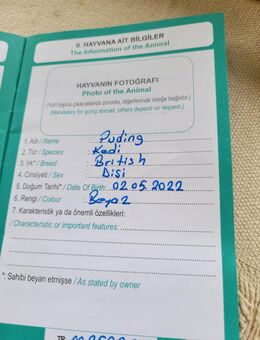 II. HAYVANA AİT BİLGİLER
The Information of the Animal
HAYVANIN FOTOĞRAFI
Photo of the Animal
(Yurt dışına çıkacaklarda zorunlu, diğerlerinde isteğe bağlıdır.)
(Mandatory for going abroad, others depend on request.)
1. Adı / Name : Puding
2. Tür / Species : Kedi
3. Irk* / Breed : British
4. Cinsiyeti / Sex : Dişi
5. Doğum Tarihi* / Date Of Birth: 02.05.2022
6. Rengi / Colour : Beyaz
7. Karakteristik ya da önemli özellikleri:
/ Characteristic or important features:
*: Sahibi beyan etmişse / As stated by owner
TR